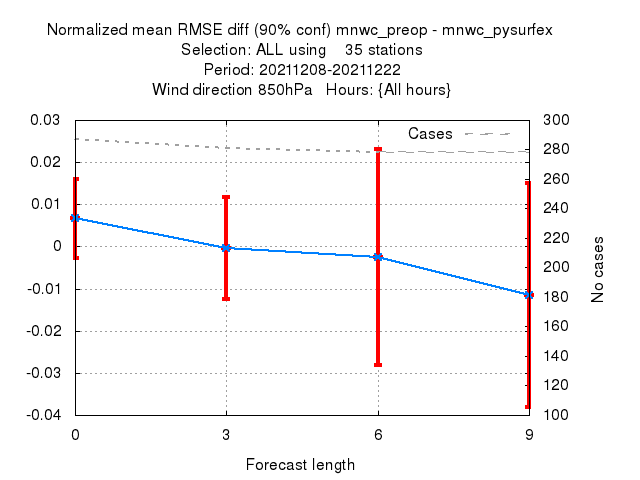 Normalized mean RMSE diff (90% conf) mnwc_preop - mnwc_pysurfex
Selection: ALL using    35 stations
Period: 20211208-20211222
Wind direction 850hPa   Hours: {All hours}
Cases
0.03
0.02
0.01
0
-0.01
-0.02
-0.03
-0.04
300
280
260
240
220
200
180
160
140
120
100
No cases
0 3 6 9
Forecast length